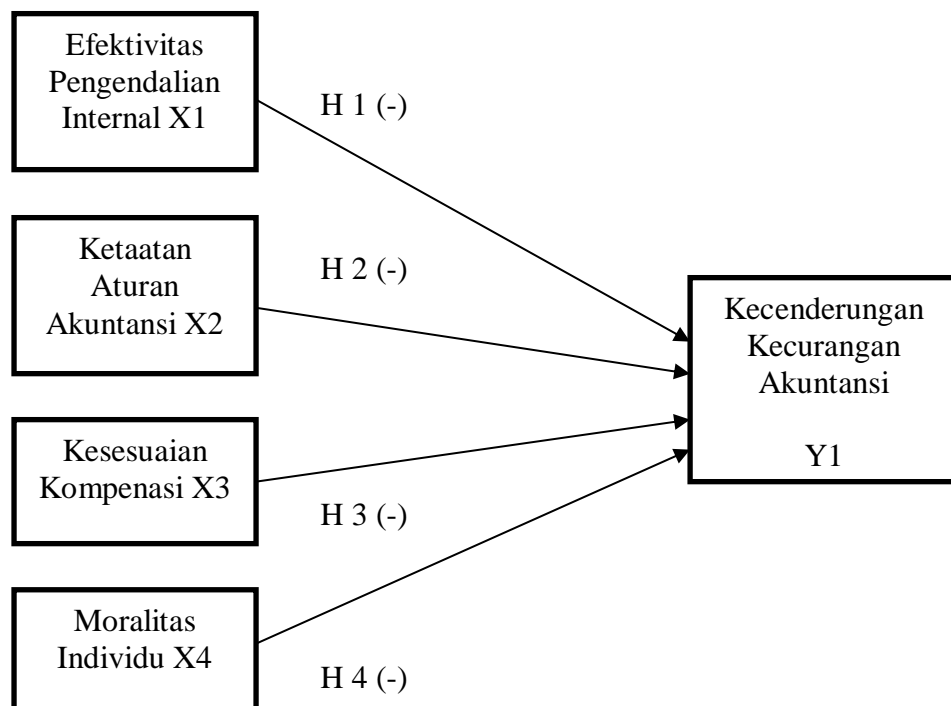 Efektivitas
Pengendalian
Internal X1
H 1 (-)
Ketaatan
Aturan
Akuntansi X2
H 2 (-)
Kesesuaian
Kompenasi X3
H 3 (-)
Moralitas
Individu X4
H 4 (-)
Kecenderungan
Kecurangan
Akuntansi
Y1